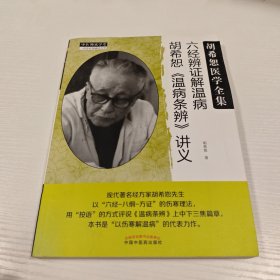 胡希恕医学全集
六经辨证解温病
胡希恕《温病条辨》讲义
现代著名经方家胡希恕先生
以“六经-八纲-方证”的伤寒理法，
用“按语”的方式评说《温病条辨》上中下三焦篇章。
本书是“以伤寒解温病”的代表力作。
中国中医药出版社